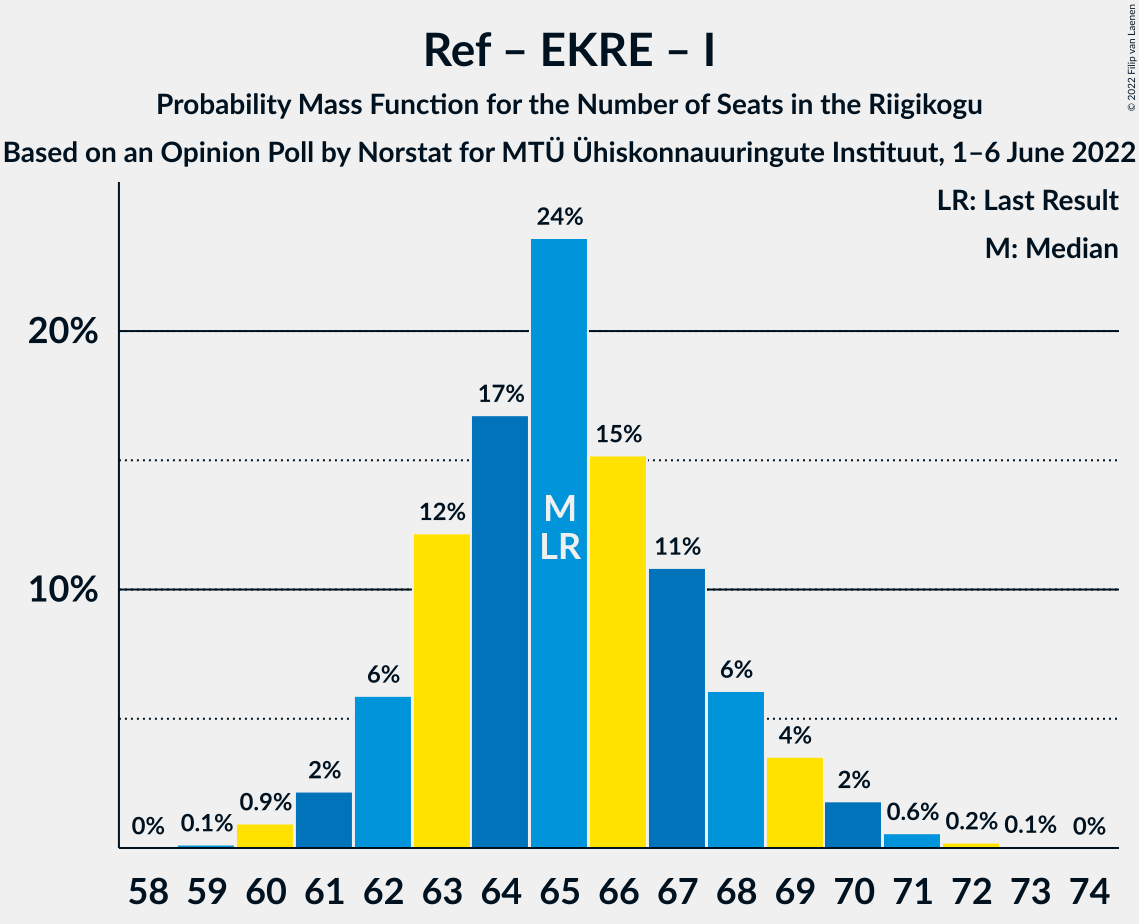 Ref – EKRE – I
Probability Mass Function for the Number of Seats in the Riigikogu
Based on an Opinion Poll by Norstat for MTÜ Ühiskonnauuringute Instituut, 1–6 June 2022
© 2022 Filip van Laenen
LR: Last Result
M: Median
20%
10%
0%
0.1%
0.9%
2%
6%
12%
17%
24%
15%
11%
6%
4%
2%
0.6%
0.2%
0.1%
0%
M
LR
58 59 60 61 62 63 64 65 66 67 68 69 70 71 72 73 74